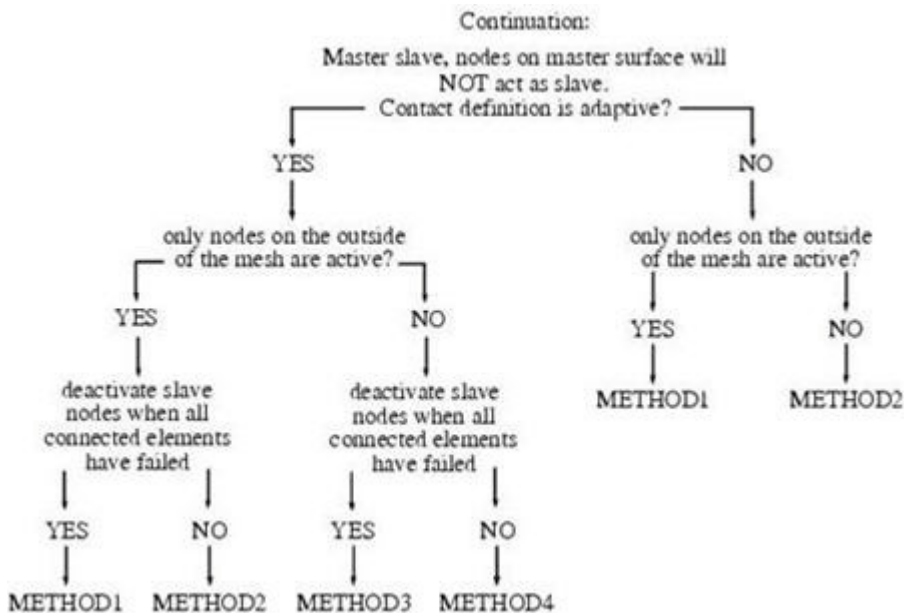 Continuation:
Master slave, nodes on master surface will
NOT act as slave.
Contact definition is adaptive?
YES
NO
only nodes on the outside
of the mesh are active?
only nodes on the outside
of the mesh are active?
YES
NO
YES
NO
deactivate slave
nodes when all
connected elements
have failed
deactivate slave
nodes when all
connected elements
have failed
METHOD1
METHOD2
YES
NO
YES
NO
METHOD1
METHOD2
METHOD3
METHOD4